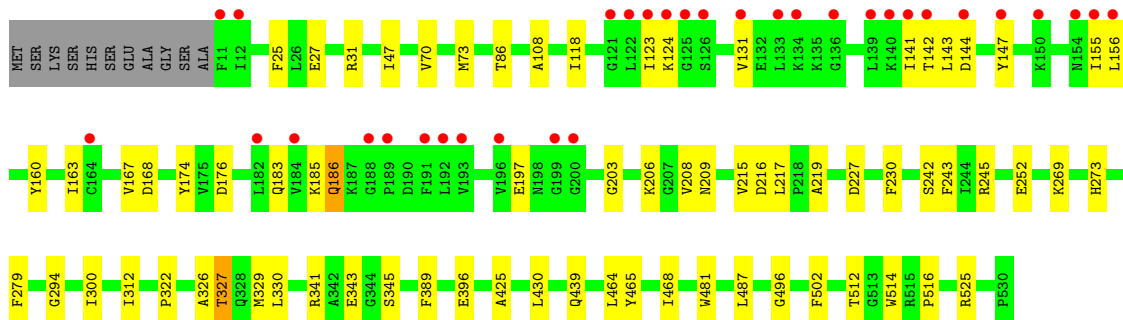 MET SER LYS HIS SER GLU ALA GLY SER ALA F11 I12 F25 L26 E27 R31 I47 V70 M73 T86 A108 I118 G121 L122 I123 K124 G125 S126 V131 E132 L133 K134 K135 G136 L139 K140 I141 T142 L143 D144 Y147 K150 N154 I155 L156
Y160 I163 C164 V167 D168 Y174 V175 D176 L182 Q183 V184 K185 Q186 K187 G188 P189 D190 F191 L192 V193 V196 E197 N198 G199 G200 G203 K206 G207 V208 N209 V215 D216 L217 P218 A219 D227 F230 S242 F243 I244 R245 E252 K269 H273
F279 G294 I300 I312 P322 A326 T327 Q328 M329 L330 R341 A342 E343 G344 S345 F389 E396 A425 L430 Q439 L464 Y465 I468 W481 L487 G496 F502 T512 G513 W514 R515 P516 R525 P530